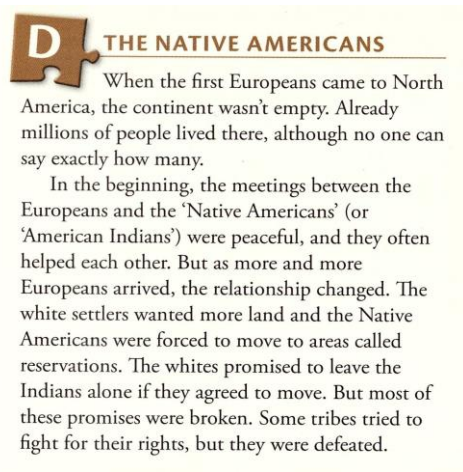 D THE NATIVE AMERICANS
When the first Europeans came to North
America, the continent wasn't empty. Already
millions of people lived there, although no one can
say exactly how many.
In the beginning, the meetings between the
Europeans and the ‘Native Americans’ (or
‘American Indians’) were peaceful, and they often
helped each other. But as more and more
Europeans arrived, the relationship changed. The
white settlers wanted more land and the Native
Americans were forced to move to areas called
reservations. The whites promised to leave the
Indians alone if they agreed to move. But most of
these promises were broken. Some tribes tried to
fight for their rights, but they were defeated.